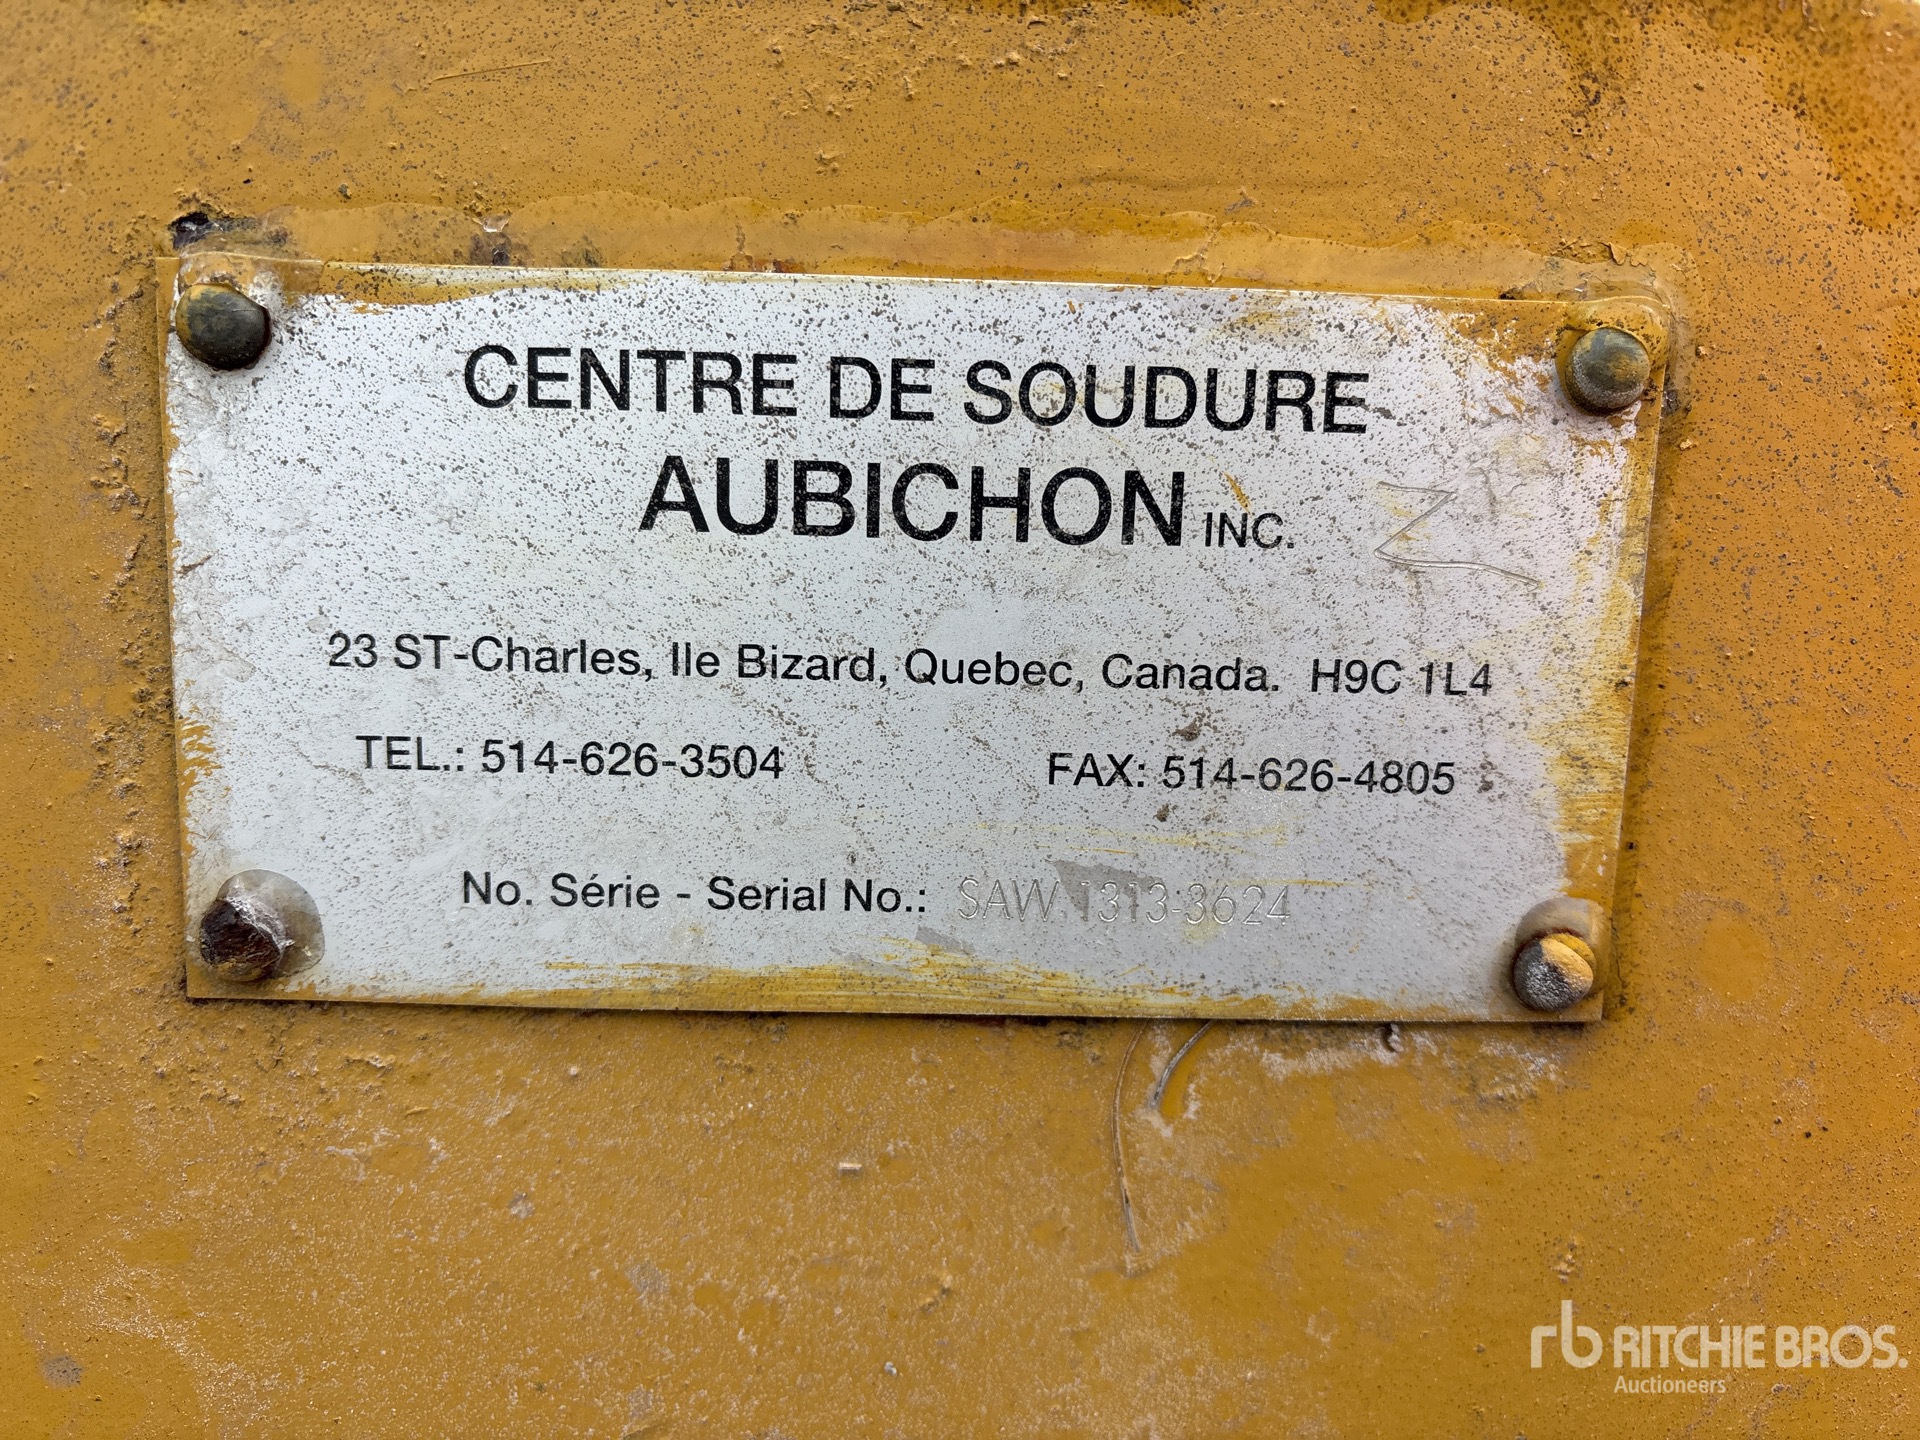 CENTRE DE SOUDURE
AUBICHON INC.
23 ST-Charles, Ile Bizard, Quebec, Canada. H9C 1L4
TEL.: 514-626-3504 FAX: 514-626-4805
No. Série - Serial No.: SAW.1313-3624
rb RITCHIE BROS.
Auctioneers